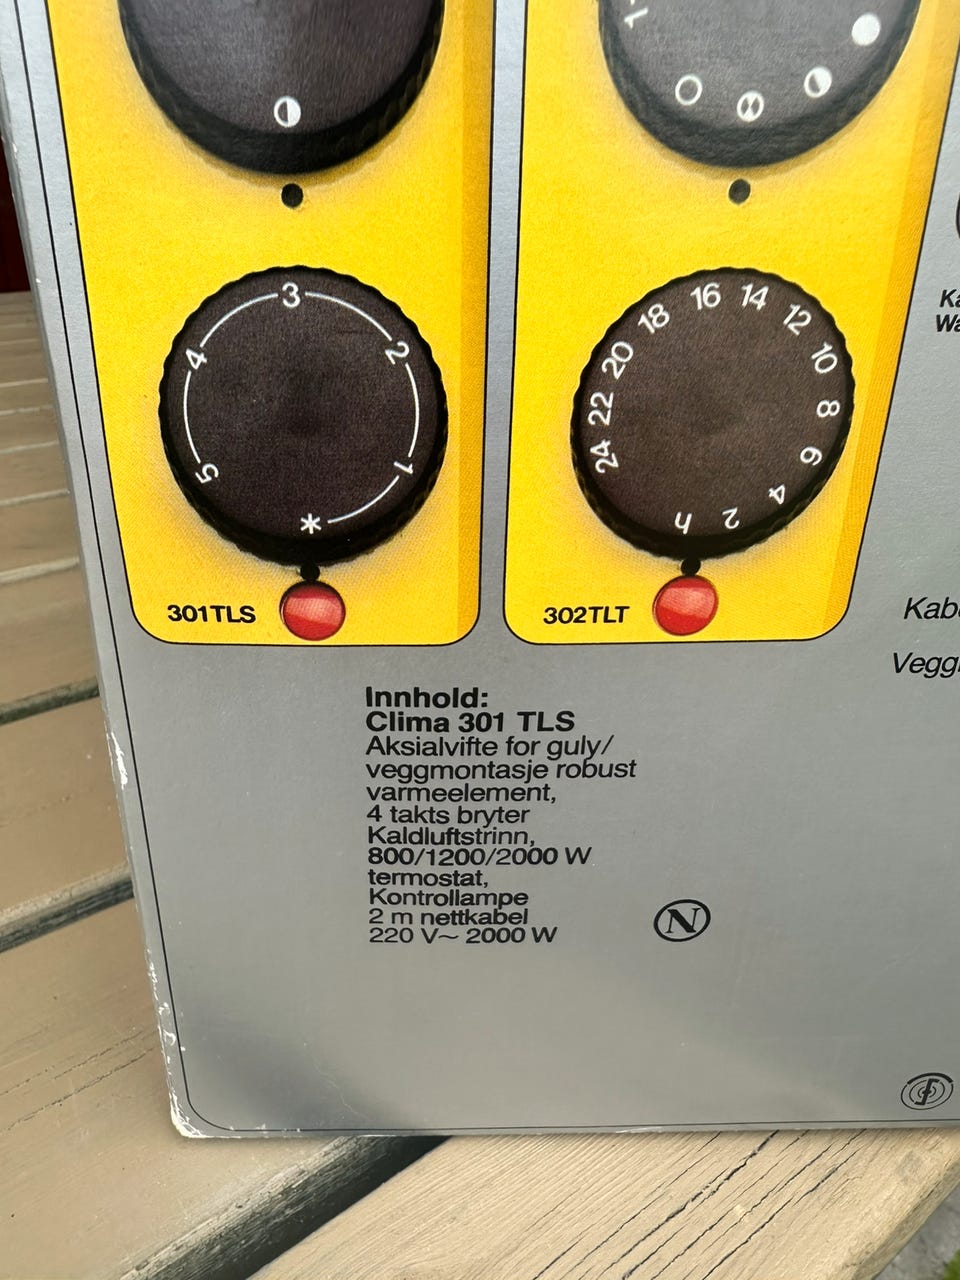 3
4
2
5
1
*
301TLS
16 14
18 12
20 10
22 8
24 6
4
h 2
302TLT
Innhold:
Clima 301 TLS
Aksialvifte for guly/
veggmontasje robust
varmeelement,
4 takts bryter
Kaldluftstrinn,
800/1200/2000 W
termostat,
Kontrollampe
2 m nettkabel
220 V~ 2000 W
N